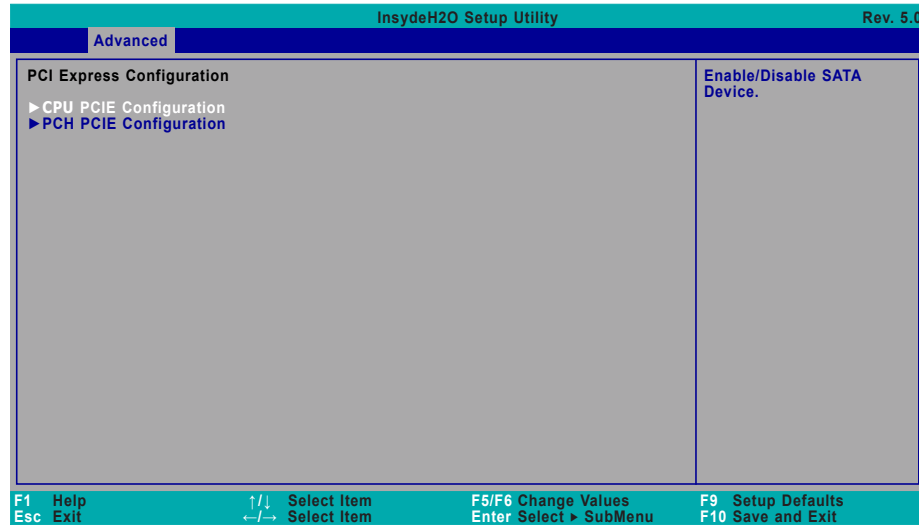 InsydeH2O Setup Utility Rev. 5.0
Advanced
PCI Express Configuration
►CPU PCIE Configuration
►PCH PCIE Configuration
Enable/Disable SATA
Device.
F1 Help ↑/↓ Select Item F5/F6 Change Values F9 Setup Defaults
Esc Exit ←/→ Select Item Enter Select ► SubMenu F10 Save and Exit